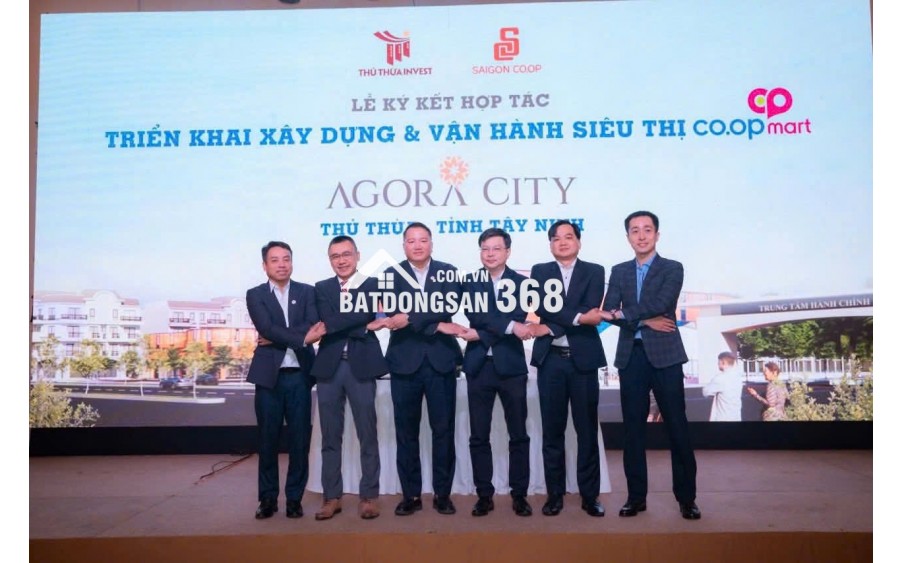 THỦ THỪA INVEST
SAIGON CO.OP
LỄ KÝ KẾT HỢP TÁC
TRIỂN KHAI XÂY DỰNG & VẬN HÀNH SIÊU THỊ co.opmart
AGORA CITY
THỦ THỪA, TỈNH TÂY NINH
.COM.VN
BATDONGSAN 368
TRUNG TÂM HÀNH CHÍNH